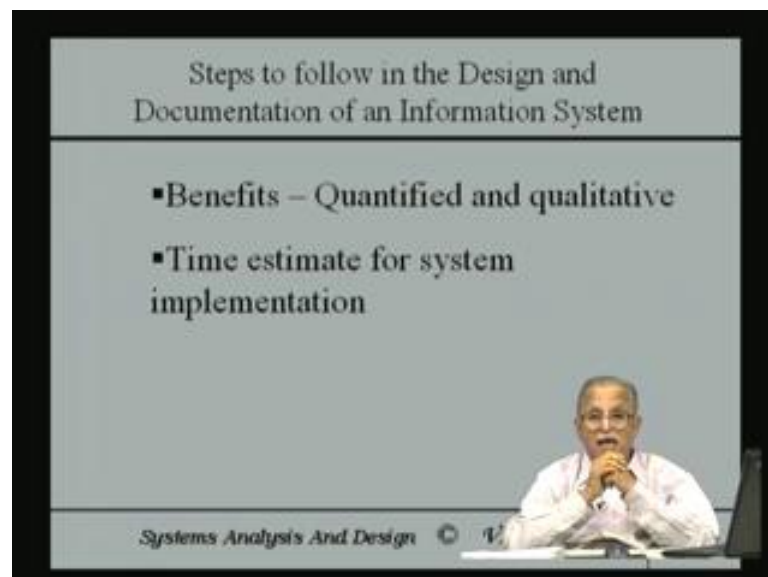 Steps to follow in the Design and
Documentation of an Information System
▪Benefits – Quantified and qualitative
▪Time estimate for system
implementation
Systems Analysis And Design ©